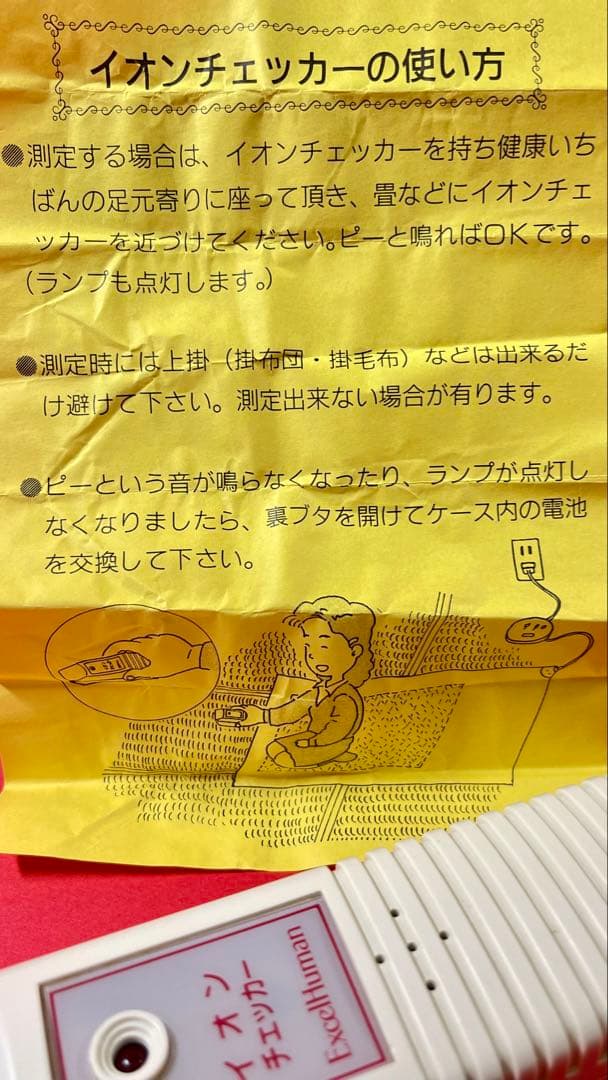 イオンチェッカーの使い方
●測定する場合は、イオンチェッカーを持ち健康いち
ばんの足元寄りに座って頂き、畳などにイオンチェ
ッカーを近づけてください。ピーと鳴ればOKです。
(ランプも点灯します。)
●測定時には上掛(掛布団・掛毛布)などは出来るだ
け避けて下さい。測定出来ない場合が有ります。
●ピーという音が鳴らなくなったり、ランプが点灯し
なくなりましたら、裏ブタを開けてケース内の電池
を交換して下さい。
イオン
チェッカー
ExcelHuman